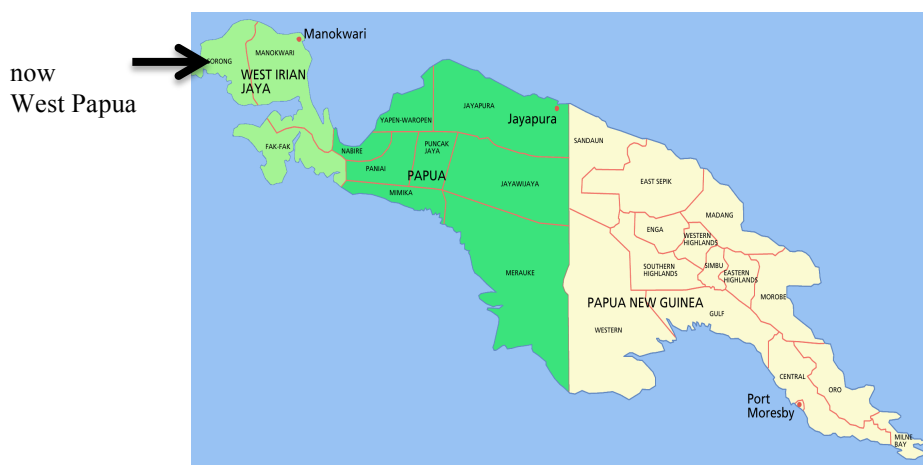 now
West Papua
Manokwari
MANOKWARI
SORONG
WEST IRIAN
JAYA
FAK-FAK
YAPEN-WAROPEN
JAYAPURA
Jayapura
NABIRE
PUNCAK
JAYA
PANIAI
PAPUA
JAYAWIJAYA
MIMIKA
MERAUKE
SANDAUN
EAST SEPIK
MADANG
ENGA
WESTERN
HIGHLANDS
SOUTHERN
HIGHLANDS
SIMBU
EASTERN
HIGHLANDS
MOROBE
PAPUA NEW GUINEA
GULF
WESTERN
CENTRAL
ORO
Port
Moresby
MILNE
BAY